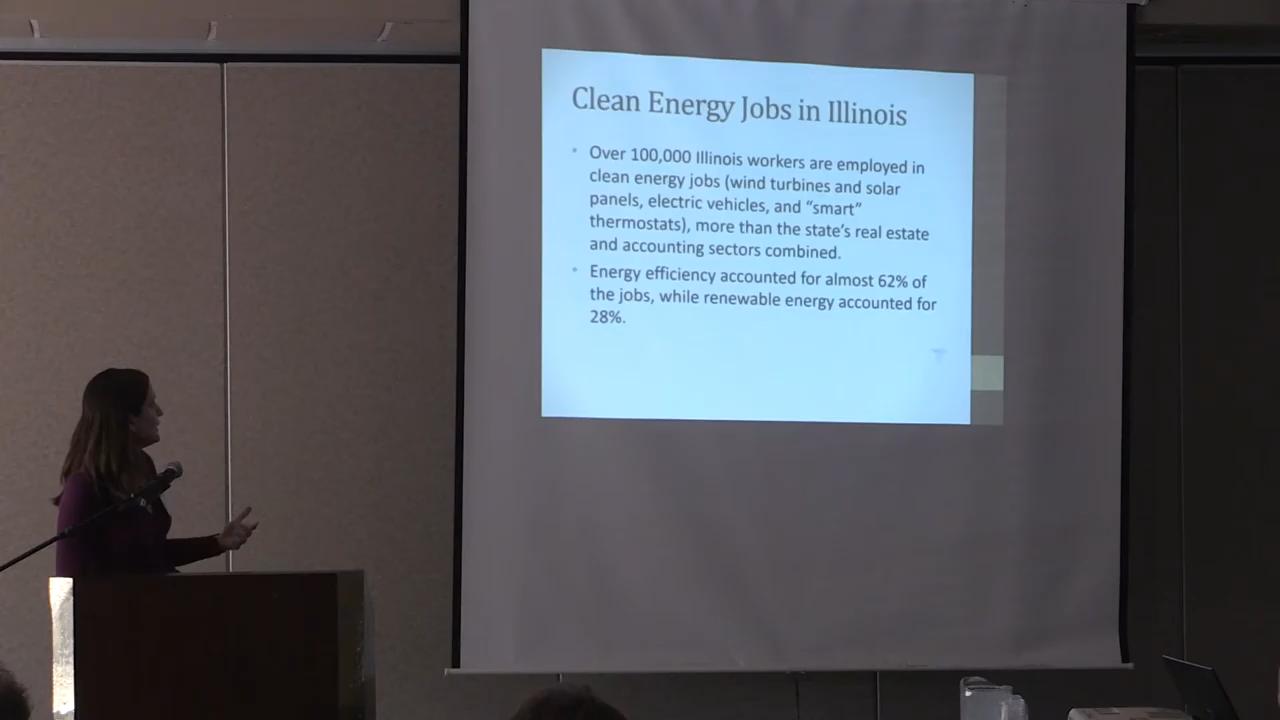 Clean Energy Jobs in Illinois
• Over 100,000 Illinois workers are employed in
clean energy jobs (wind turbines and solar
panels, electric vehicles, and “smart”
thermostats), more than the state’s real estate
and accounting sectors combined.
• Energy efficiency accounted for almost 62% of
the jobs, while renewable energy accounted for
28%.